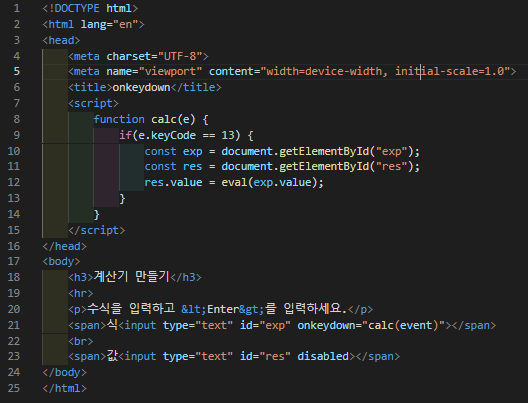 1 <!DOCTYPE html>
2 <html lang="en">
3 <head>
4     <meta charset="UTF-8">
5     <meta name="viewport" content="width=device-width, initial-scale=1.0">
6     <title>onkeydown</title>
7     <script>
8         function calc(e) {
9             if(e.keyCode == 13) {
10                 const exp = document.getElementById("exp");
11                 const res = document.getElementById("res");
12                 res.value = eval(exp.value);
13             }
14         }
15     </script>
16 </head>
17 <body>
18     <h3>계산기 만들기</h3>
19     <hr>
20     <p>수식을 입력하고 &lt;Enter&gt;를 입력하세요.</p>
21     <span>식<input type="text" id="exp" onkeydown="calc(event)"></span>
22     <br>
23     <span>값<input type="text" id="res" disabled></span>
24 </body>
25 </html>